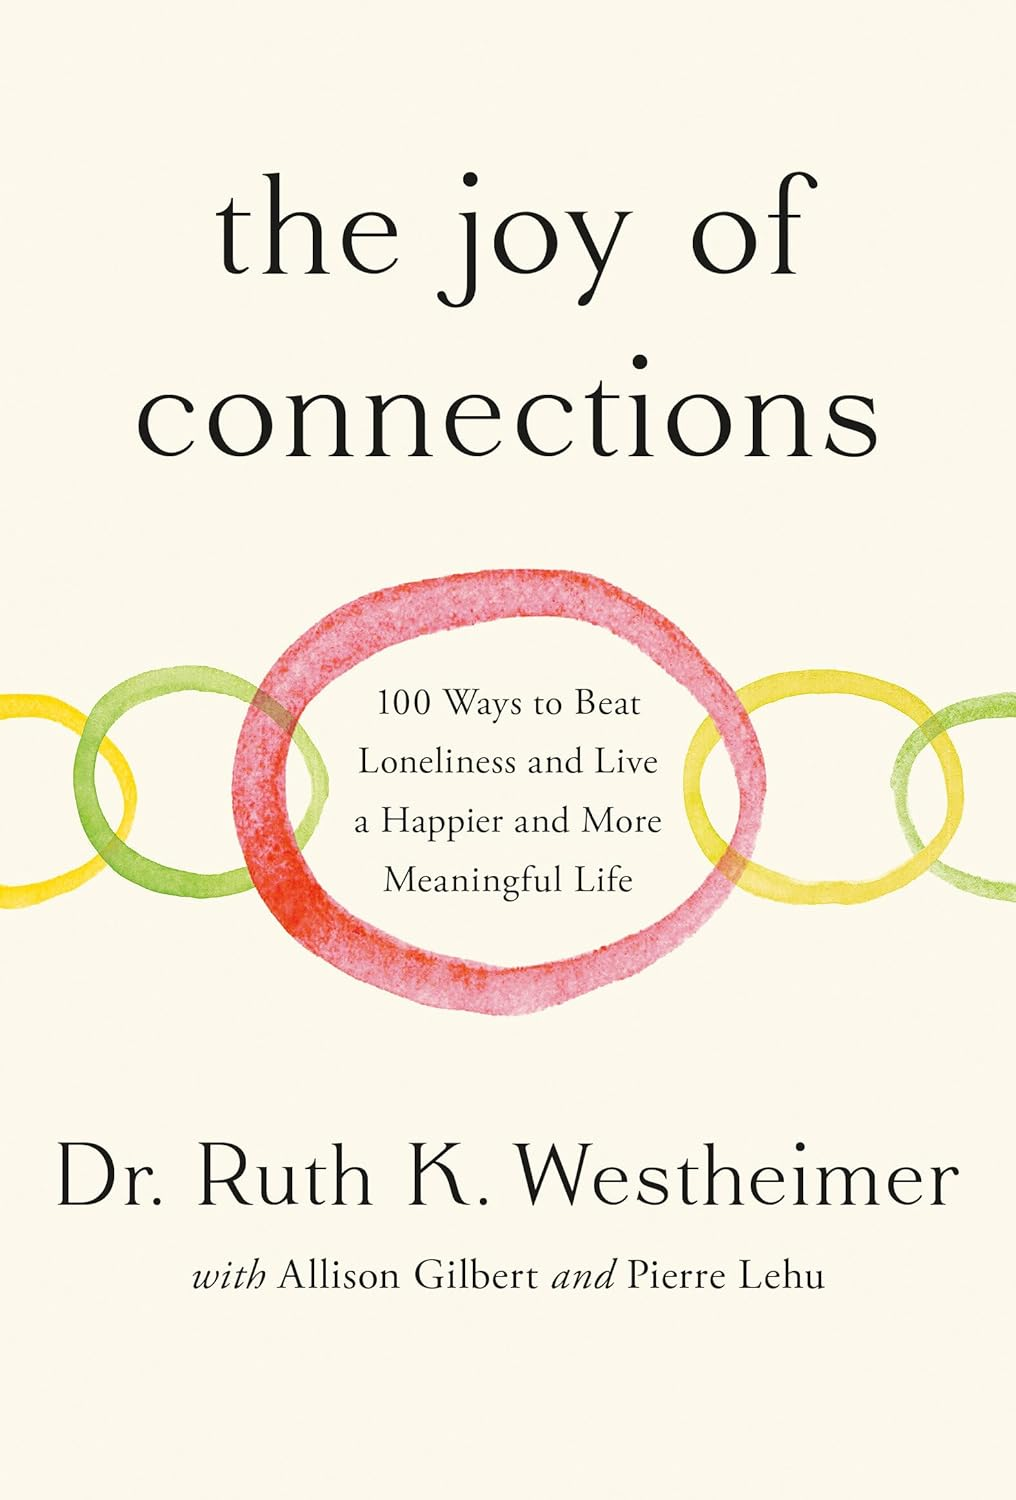 the joy of
connections
100 Ways to Beat
Loneliness and Live
a Happier and More
Meaningful Life
Dr. Ruth K. Westheimer
with Allison Gilbert and Pierre Lehu